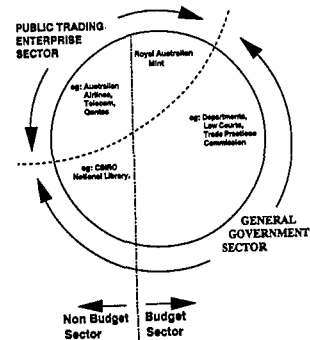 PUBLIC TRADING
ENTERPRISE
SECTOR
Royal Australian
Mint
eg: Australian
Airlines,
Telecom,
Qantas
eg: Departments,
Law Courts,
Trade Practices
Commission
eg: CSIRO
National Library.
GENERAL
GOVERNMENT
SECTOR
Non Budget
Sector
Budget
Sector